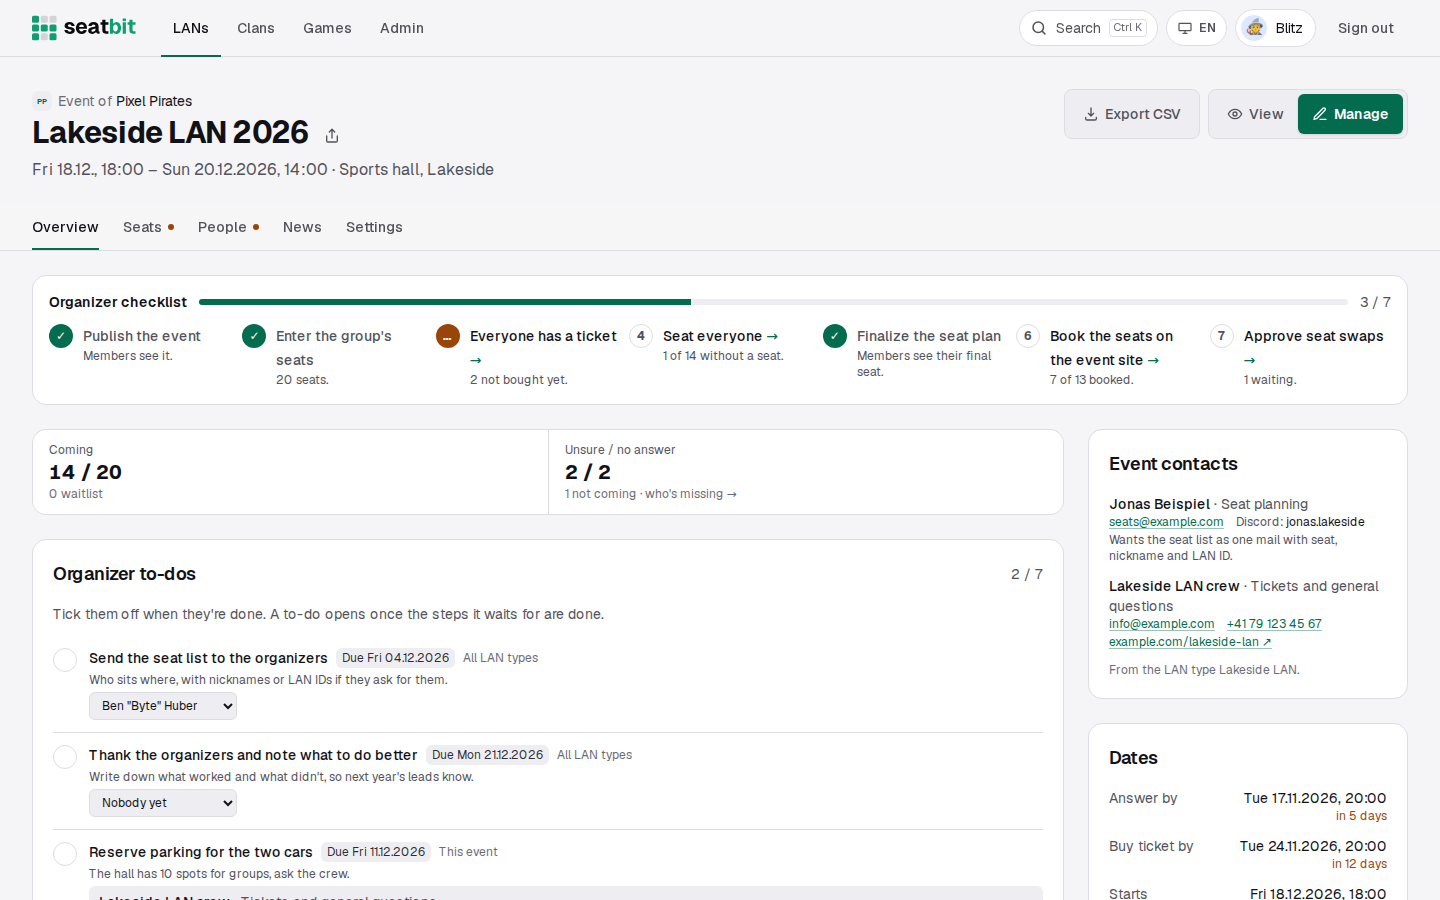 seatbit
LANs
Clans
Games
Admin
Search
Ctrl K
EN
Blitz
Sign out
PP
Event of Pixel Pirates
Lakeside LAN 2026
Fri 18.12., 18:00 – Sun 20.12.2026, 14:00 · Sports hall, Lakeside
Export CSV
View
Manage
Overview
Seats
People
News
Settings
Organizer checklist
3 / 7
Publish the event
Members see it.
Enter the group's
seats
20 seats.
Everyone has a ticket
→
2 not bought yet.
4
Seat everyone →
1 of 14 without a seat.
Finalize the seat plan
Members see their final
seat.
6
Book the seats on
the event site →
7 of 13 booked.
7
Approve seat swaps
→
1 waiting.
Coming
14 / 20
0 waitlist
Unsure / no answer
2 / 2
1 not coming · who's missing →
Organizer to-dos
2 / 7
Tick them off when they're done. A to-do opens once the steps it waits for are done.
Send the seat list to the organizers
Due Fri 04.12.2026
All LAN types
Who sits where, with nicknames or LAN IDs if they ask for them.
Ben "Byte" Huber
Thank the organizers and note what to do better
Due Mon 21.12.2026
All LAN types
Write down what worked and what didn't, so next year's leads know.
Nobody yet
Reserve parking for the two cars
Due Fri 11.12.2026
This event
The hall has 10 spots for groups, ask the crew.
Lakeside LAN crew · Tickets and general questions
Event contacts
Jonas Beispiel · Seat planning
seats@example.com
Discord: jonas.lakeside
Wants the seat list as one mail with seat,
nickname and LAN ID.
Lakeside LAN crew · Tickets and general
questions
info@example.com
+41 79 123 45 67
example.com/lakeside-lan ↗
From the LAN type Lakeside LAN.
Dates
Answer by
Tue 17.11.2026, 20:00
in 5 days
Buy ticket by
Tue 24.11.2026, 20:00
in 12 days
Starts
Fri 18.12.2026, 18:00